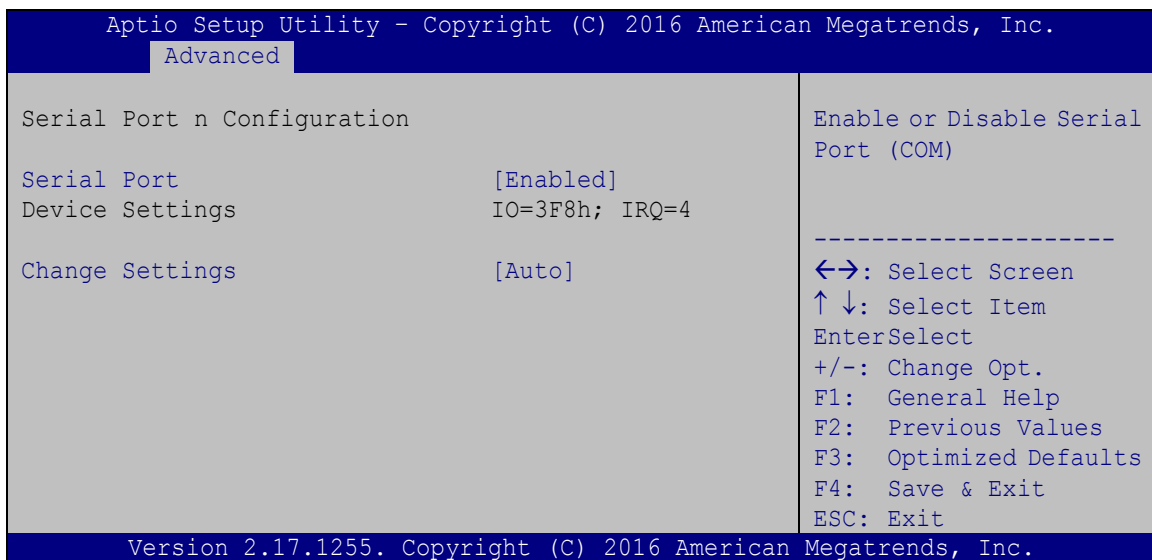 Aptio Setup Utility – Copyright (C) 2016 American Megatrends, Inc.
Advanced
Serial Port n Configuration
Serial Port [Enabled]
Device Settings IO=3F8h; IRQ=4
Change Settings [Auto]
Enable or Disable Serial
Port (COM)
---------------------
←→: Select Screen
↑ ↓: Select Item
EnterSelect
+/-: Change Opt.
F1: General Help
F2: Previous Values
F3: Optimized Defaults
F4: Save & Exit
ESC: Exit
Version 2.17.1255. Copyright (C) 2016 American Megatrends, Inc.